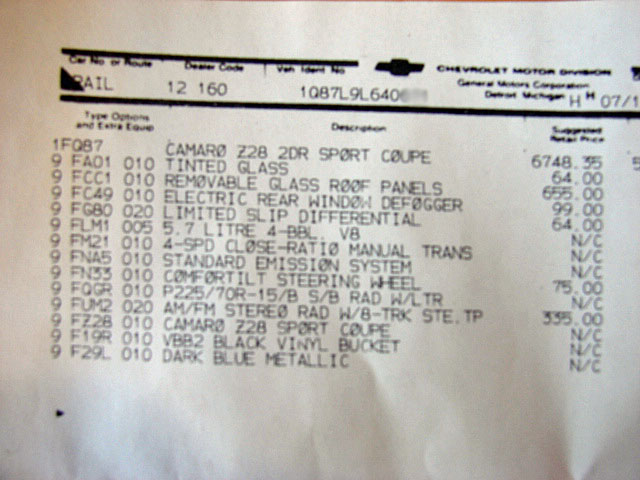 Car No or Route Dealer Code Veh Ident No CHEVROLET MOTOR DIVISION
General Motors Corporation
RAIL 12 160 1Q87L9L640 Detroit Michigan H H 07/1
Type Options and Extra Equip Description Suggested Retail Price
1FQ87 CAMARØ Z28 2DR SPØRT CØUPE 6748.35
9 FA01 010 TINTED GLASS 64.00
9 FCC1 010 REMØVABLE GLASS RØØF PANELS 655.00
9 FC49 010 ELECTRIC REAR WINDØW DEFØGGER 99.00
9 FG80 020 LIMITED SLIP DIFFERENTIAL 64.00
9 FLM1 005 5.7 LITRE 4-BBL. V8 N/C
9 FM21 010 4-SPD CLØSE-RATIØ MANUAL TRANS N/C
9 FNA5 010 STANDARD EMISSIØN SYSTEM N/C
9 FN33 010 CØMFØRTILT STEERING WHEEL 75.00
9 FQGR 010 P225/70R-15/B S/B RAD W/LTR N/C
9 FUM2 020 AM/FM STEREØ RAD W/8-TRK STE.TP 335.00
9 FZ28 010 CAMARØ Z28 SPØRT CØUPE N/C
9 F19R 010 VBB2 BLACK VINYL BUCKET N/C
9 F29L 010 DARK BLUE METALLIC N/C